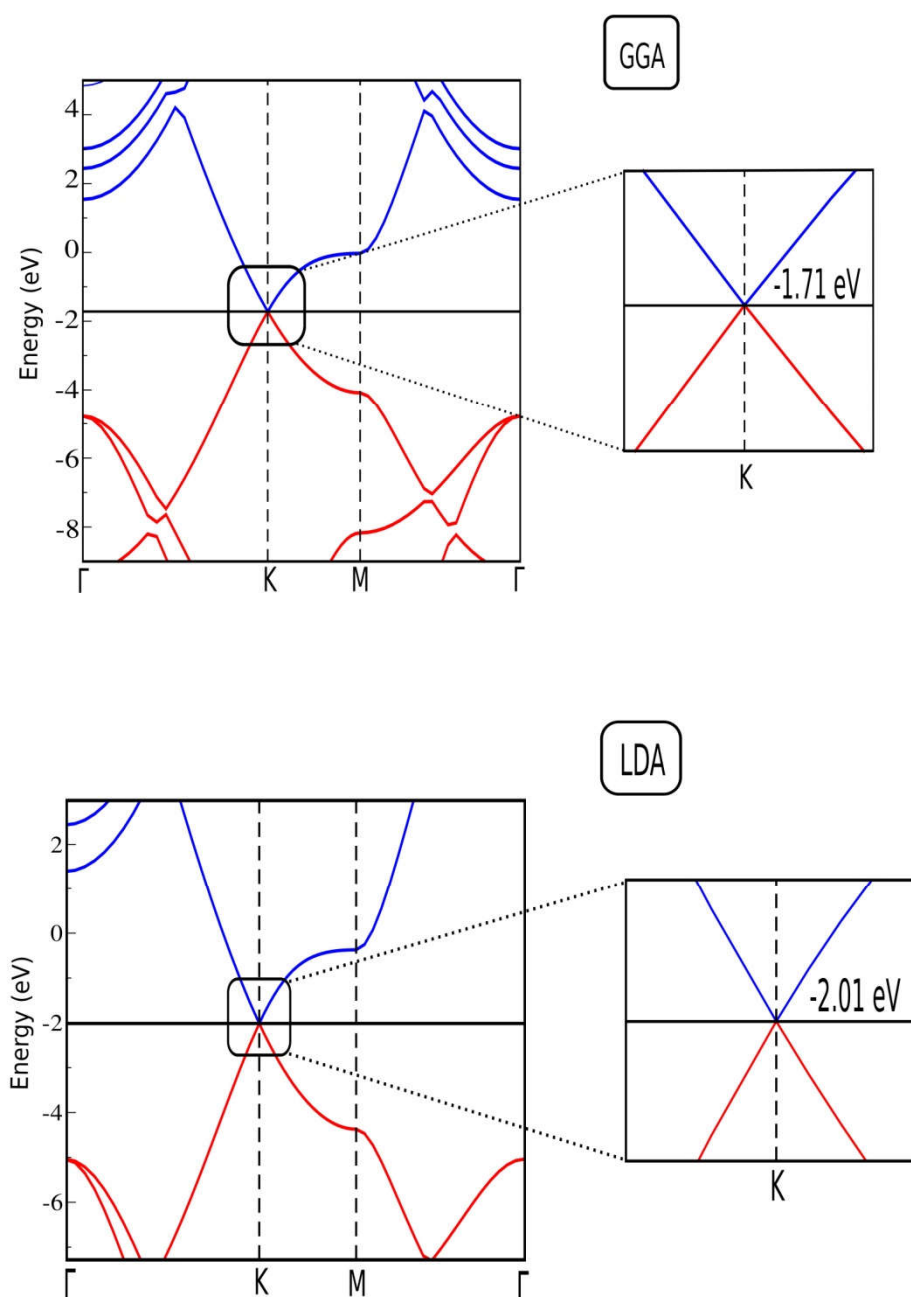 GGA
4
2
0
-2
-4
-6
-8
Energy (eV)
Γ K M Γ
-1.71 eV
K
LDA
2
0
-2
-4
-6
Energy (eV)
Γ K M Γ
-2.01 eV
K